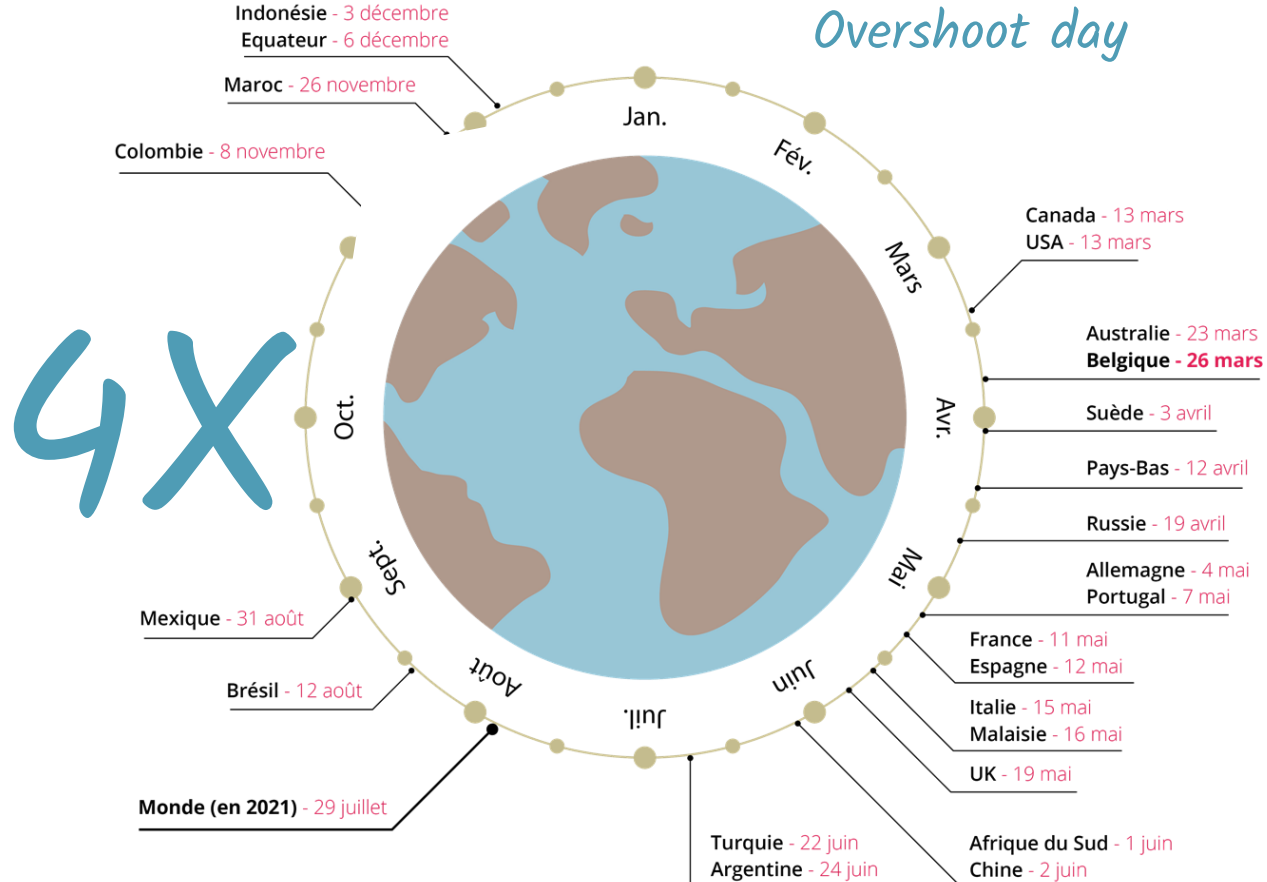 Overshoot day
Indonésie - 3 décembre
Equateur - 6 décembre
Maroc - 26 novembre
Colombie - 8 novembre
4X
Jan.
Fév.
Mars
Avr.
Mai
Juin
Juil.
Août
Sept.
Oct.
Canada - 13 mars
USA - 13 mars
Australie - 23 mars
Belgique - 26 mars
Suède - 3 avril
Pays-Bas - 12 avril
Russie - 19 avril
Allemagne - 4 mai
Portugal - 7 mai
France - 11 mai
Espagne - 12 mai
Italie - 15 mai
Malaisie - 16 mai
UK - 19 mai
Afrique du Sud - 1 juin
Chine - 2 juin
Turquie - 22 juin
Argentine - 24 juin
Monde (en 2021) - 29 juillet
Brésil - 12 août
Mexique - 31 août